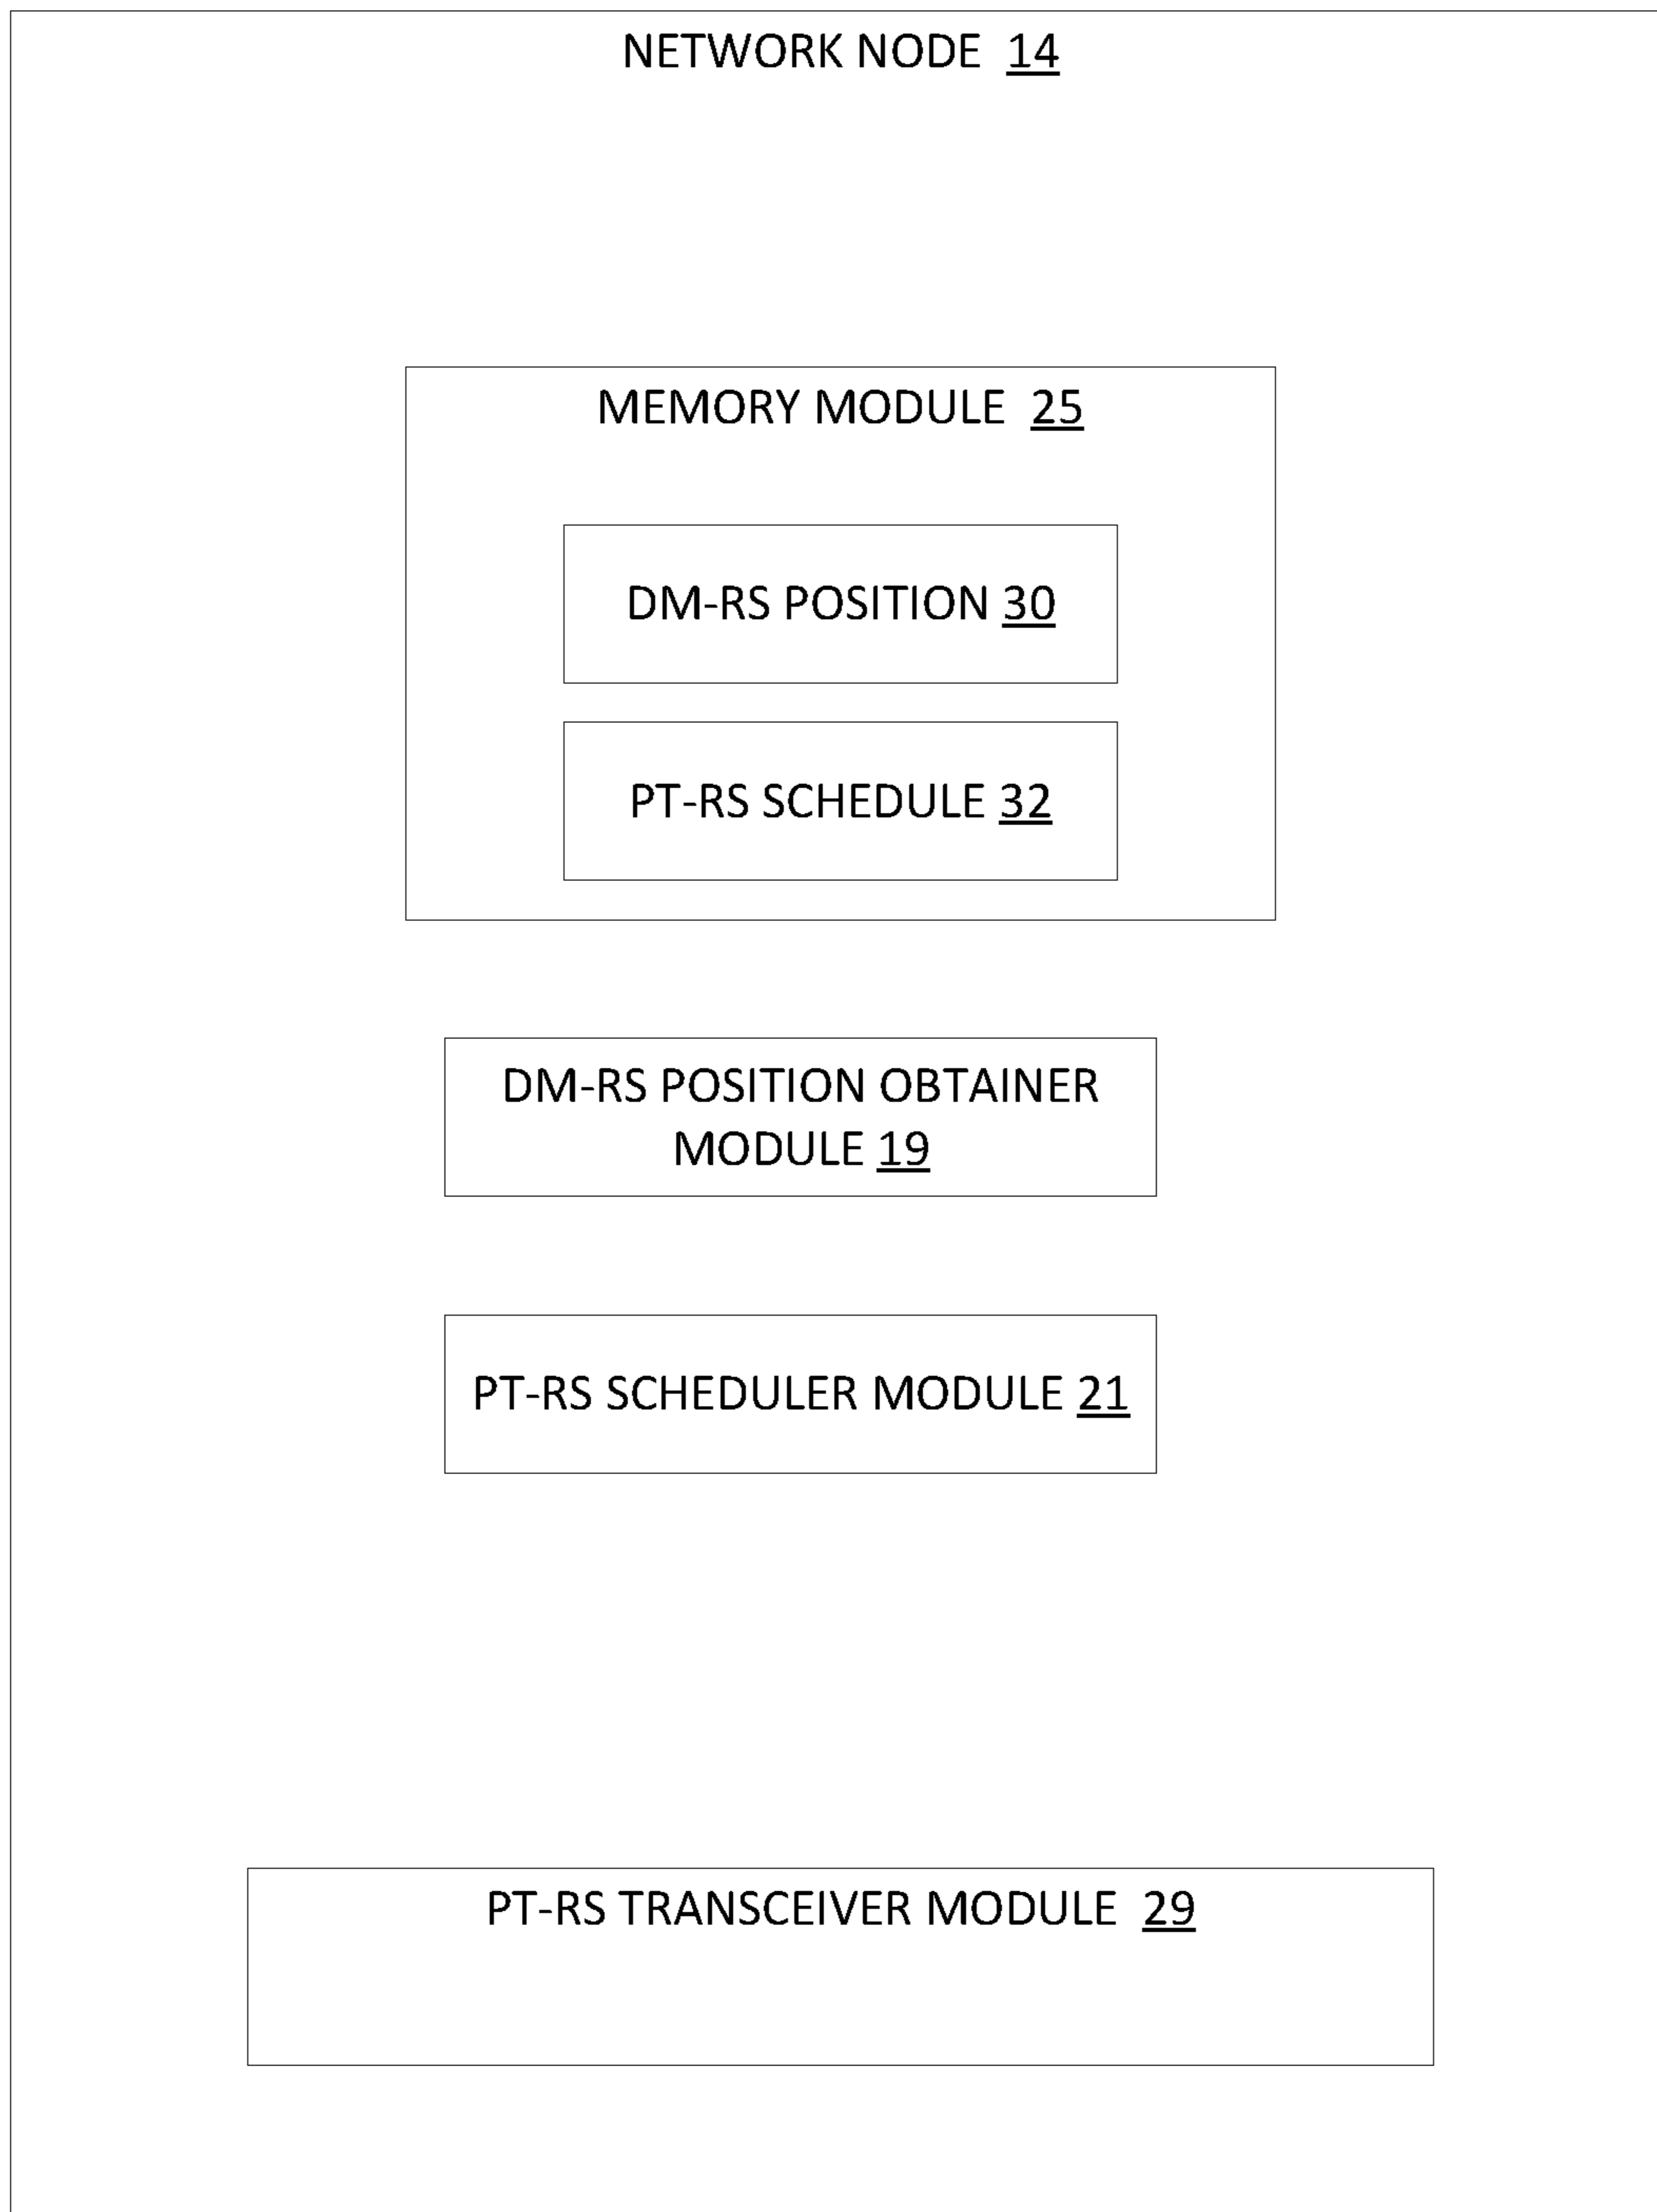 NETWORK NODE 14
MEMORY MODULE 25
DM-RS POSITION 30
PT-RS SCHEDULE 32
DM-RS POSITION OBTAINER
MODULE 19
PT-RS SCHEDULER MODULE 21
PT-RS TRANSCEIVER MODULE 29